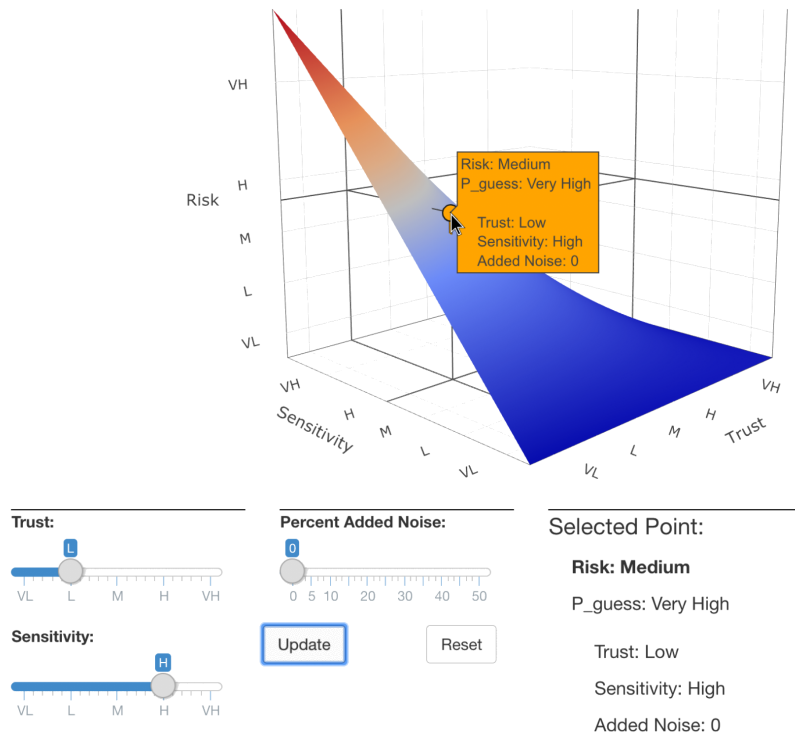 VH
H
Risk
M
L
VL
Risk: Medium
P_guess: Very High
Trust: Low
Sensitivity: High
Added Noise: 0
VH
H
M
L
VL
Sensitivity
VL
L
M
H
VH
Trust
Trust:
L
VL L M H VH
Percent Added Noise:
0
0 5 10 20 30 40 50
Sensitivity:
H
VL L M H VH
Update
Reset
Selected Point:
Risk: Medium
P_guess: Very High
Trust: Low
Sensitivity: High
Added Noise: 0